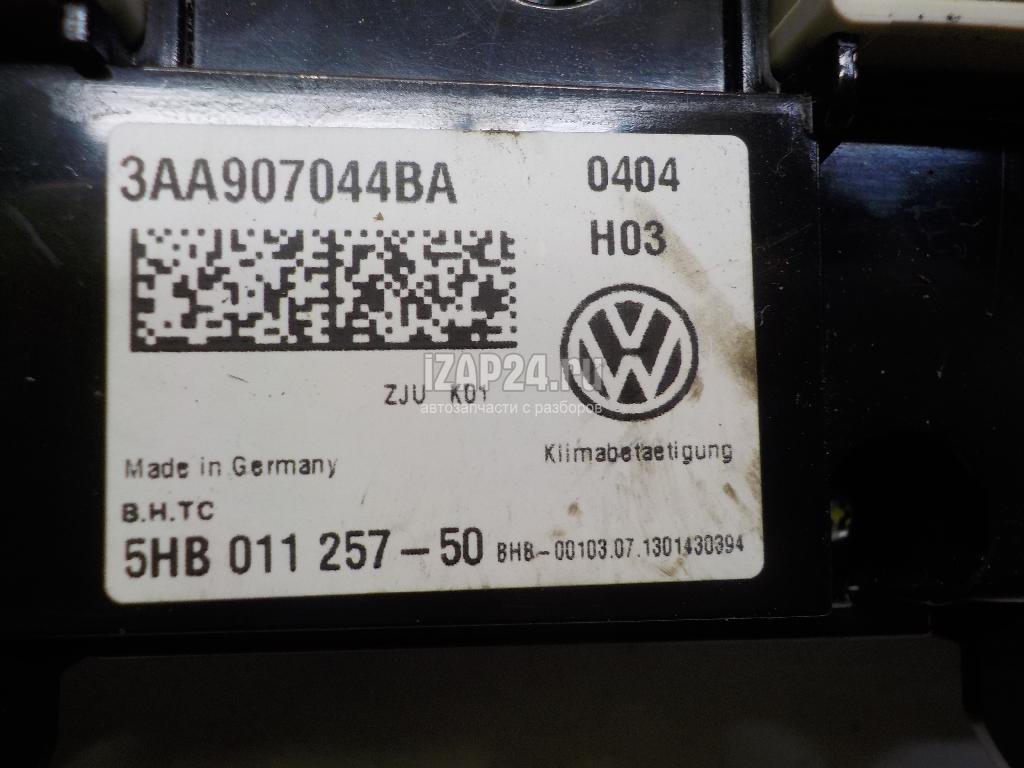 3AA907044BA 0404
H03
iZAP24.ru
ZJU K01
автозапчасти с разборов
Klimabetaetigung
Made in Germany
B.H.TC
5HB 011 257-50 BHB-00103.07.1301430394